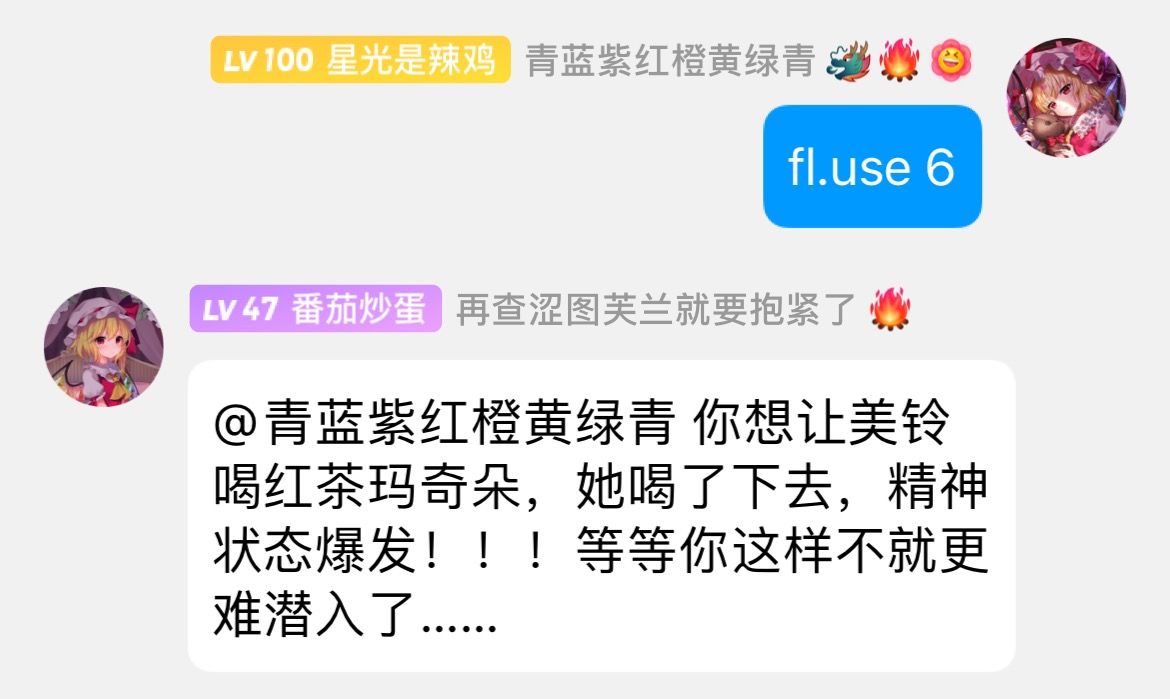 LV 100 星光是辣鸡 青蓝紫红橙黄绿青 🐲🔥🌸
fl.use 6
LV 47 番茄炒蛋 再查涩图芙兰就要抱紧了 🔥
@青蓝紫红橙黄绿青 你想让美铃
喝红茶玛奇朵，她喝了下去，精神
状态爆发！！！等等你这样不就更
难潜入了……